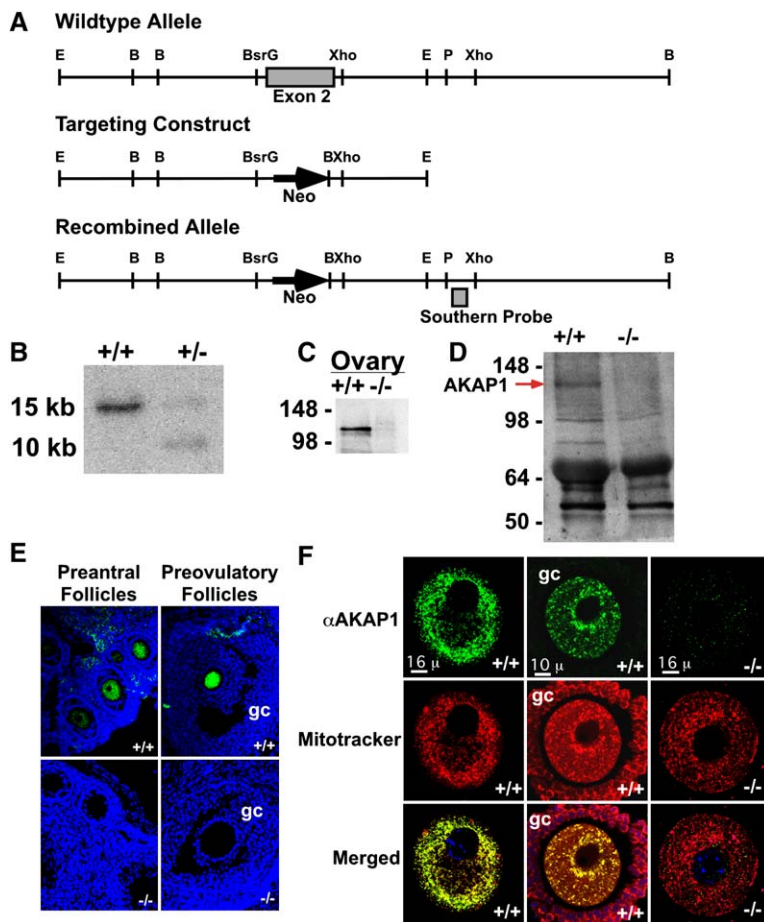 A
Wildtype Allele
E B B BsrG Xho E P Xho B
Exon 2
Targeting Construct
E B B BsrG BXho E
Neo
Recombined Allele
E B B BsrG BXho E P Xho B
Neo
Southern Probe
B
+/+ +/-
15 kb
10 kb
C
Ovary
+/+ -/-
148 -
98 -
D
+/+ -/-
148 -
AKAP1
98 -
64 -
50 -
E
Preantral Follicles
Preovulatory Follicles
+/+
gc
+/+
-/-
gc
-/-
F
αAKAP1
16 µ
+/+
gc
10 µ
+/+
16 µ
-/-
Mitotracker
+/+
gc
+/+
-/-
Merged
+/+
gc
+/+
-/-